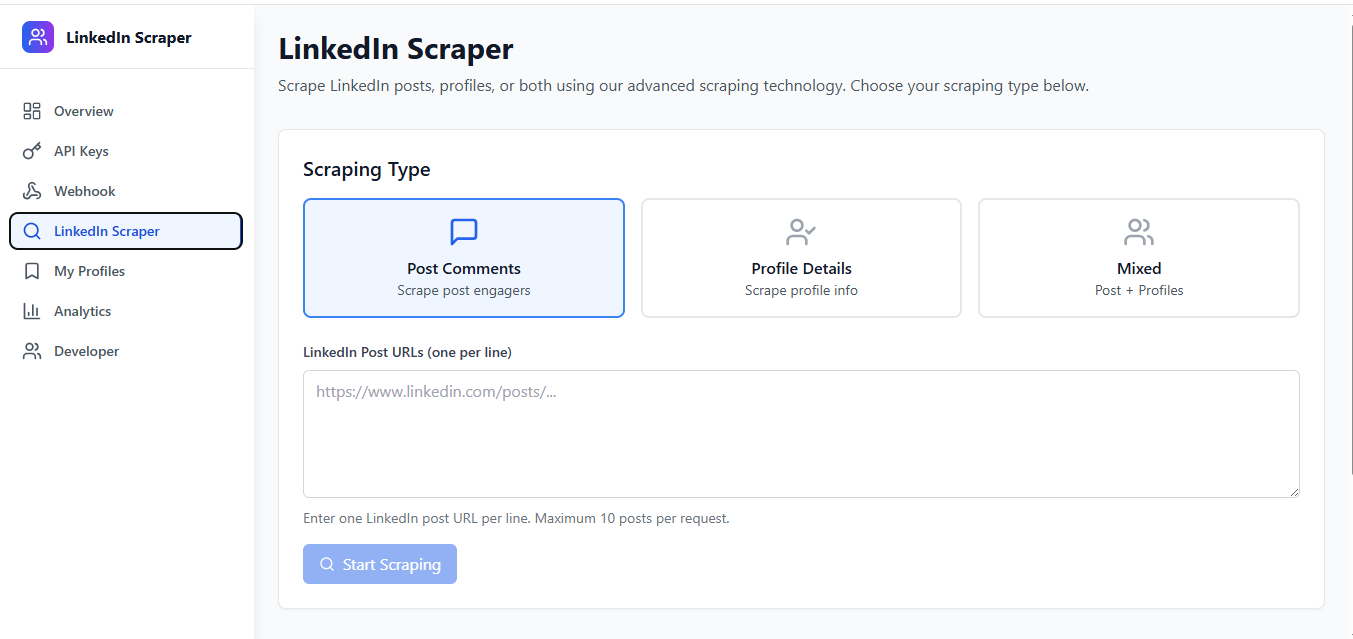 LinkedIn Scraper
Overview
API Keys
Webhook
LinkedIn Scraper
My Profiles
Analytics
Developer
LinkedIn Scraper
Scrape LinkedIn posts, profiles, or both using our advanced scraping technology. Choose your scraping type below.
Scraping Type
Post Comments
Scrape post engagers
Profile Details
Scrape profile info
Mixed
Post + Profiles
LinkedIn Post URLs (one per line)
https://www.linkedin.com/posts/...
Enter one LinkedIn post URL per line. Maximum 10 posts per request.
Start Scraping